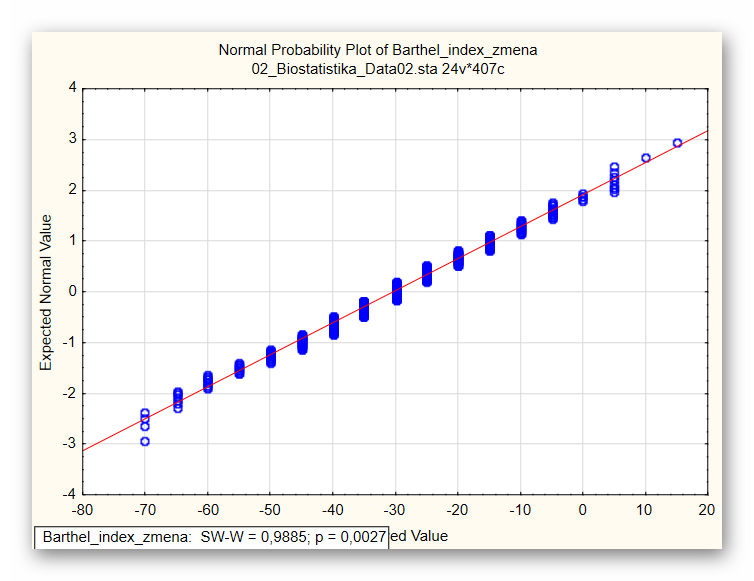 Normal Probability Plot of Barthel_index_zmena
02_Biostatistika_Data02.sta 24v*407c
Expected Normal Value
4
3
2
1
0
-1
-2
-3
-4
-80 -70 -60 -50 -40 -30 -20 -10 0 10 20
Barthel_index_zmena: SW-W = 0,9885; p = 0,0027 ed Value